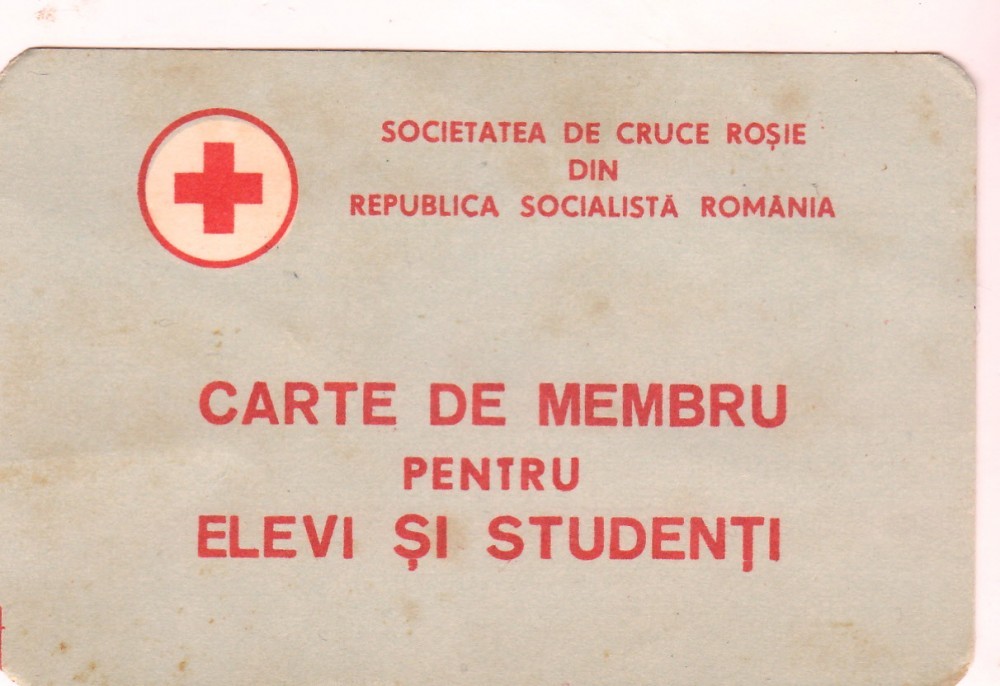 SOCIETATEA DE CRUCE ROȘIE
DIN
REPUBLICA SOCIALISTĂ ROMÂNIA
CARTE DE MEMBRU
PENTRU
ELEVI ȘI STUDENȚI